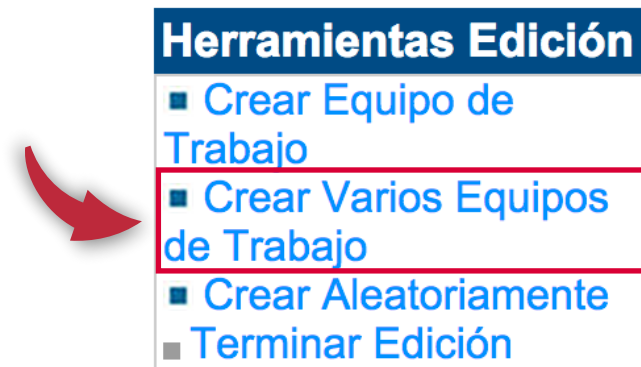 Herramientas Edición
Crear Equipo de
Trabajo
Crear Varios Equipos
de Trabajo
Crear Aleatoriamente
Terminar Edición